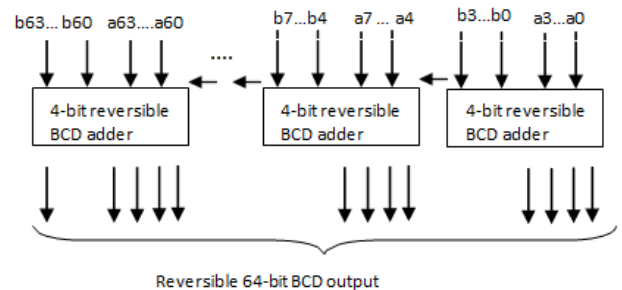 b63... b60 a63....a60 .... b7...b4 a7 ... a4 b3...b0 a3...a0
4-bit reversible BCD adder
4-bit reversible BCD adder
4-bit reversible BCD adder
Reversible 64-bit BCD output